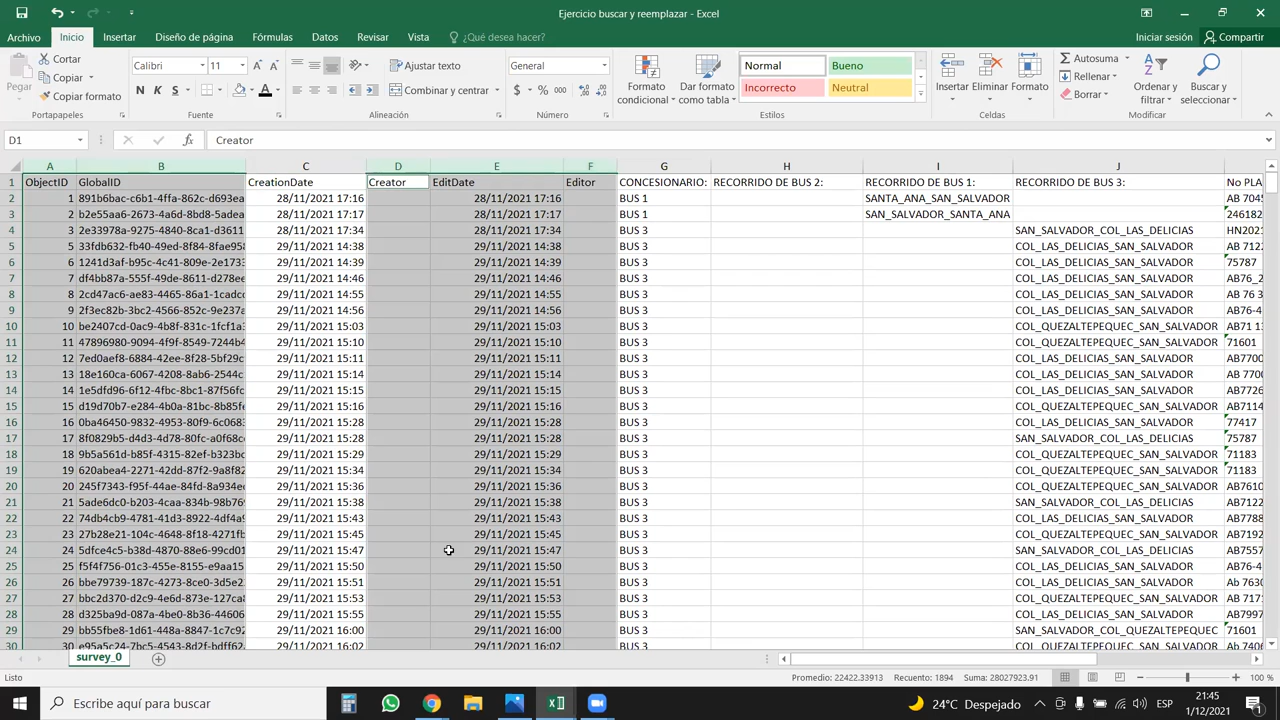 Ejercicio buscar y reemplazar - Excel
Archivo Inicio Insertar Diseño de página Fórmulas Datos Revisar Vista ¿Qué desea hacer? Iniciar sesión Compartir
Pegar
Cortar
Copiar
Copiar formato
Portapapeles
Calibri 11
N K S
Fuente
Ajustar texto
Combinar y centrar
Alineación
General
$ % 000
Número
Formato condicional
Dar formato como tabla
Normal Bueno
Incorrecto Neutral
Estilos
Insertar Eliminar Formato
Celdas
Autosuma
Rellenar
Borrar
Ordenar y filtrar
Buscar y seleccionar
Modificar
D1 fx Creator
A B C D E F G H I J
1 ObjectID GlobalID CreationDate Creator EditDate Editor CONCESIONARIO: RECORRIDO DE BUS 2: RECORRIDO DE BUS 1: RECORRIDO DE BUS 3: No PLA
2 1 891b6bac-c6b1-4ffa-862c-d693ea 28/11/2021 17:16 28/11/2021 17:16 BUS 1 SANTA_ANA_SAN_SALVADOR AB 7045
3 2 b2e55aa6-2673-4a6d-8bd8-5adea 28/11/2021 17:17 28/11/2021 17:17 BUS 1 SAN_SALVADOR_SANTA_ANA 246182
4 3 2e33978a-9275-4840-8ca1-d3611 28/11/2021 17:34 28/11/2021 17:34 BUS 3 SAN_SALVADOR_COL_LAS_DELICIAS HN2021
5 5 33fdb632-fb40-49ed-8f84-8fae95 29/11/2021 14:38 29/11/2021 14:38 BUS 3 COL_LAS_DELICIAS_SAN_SALVADOR AB 7122
6 6 1241d3af-b95c-4c41-809e-2e1733 29/11/2021 14:39 29/11/2021 14:39 BUS 3 COL_LAS_DELICIAS_SAN_SALVADOR 75787
7 7 df4bb87a-555f-49de-8611-d278ee 29/11/2021 14:46 29/11/2021 14:46 BUS 3 COL_LAS_DELICIAS_SAN_SALVADOR AB76_2
8 8 2cd47ac6-ae83-4465-86a1-1cadco 29/11/2021 14:55 29/11/2021 14:55 BUS 3 COL_LAS_DELICIAS_SAN_SALVADOR AB 76 3
9 9 2f3ec82b-3bc2-4566-852c-9e237a 29/11/2021 14:56 29/11/2021 14:56 BUS 3 COL_LAS_DELICIAS_SAN_SALVADOR AB76-4
10 10 be2407cd-0ac9-4b8f-831c-1fcf1a 29/11/2021 15:03 29/11/2021 15:03 BUS 3 COL_QUEZALTEPEQUEC_SAN_SALVADOR AB71 13
11 11 47896980-9094-4f9f-8549-7244b 29/11/2021 15:10 29/11/2021 15:10 BUS 3 COL_QUEZALTEPEQUEC_SAN_SALVADOR 71601
12 12 7ed0aef8-6884-42ee-8f28-5bf29c 29/11/2021 15:11 29/11/2021 15:11 BUS 3 COL_LAS_DELICIAS_SAN_SALVADOR AB7700
13 13 18e160ca-6067-4208-8ab6-2544c 29/11/2021 15:14 29/11/2021 15:14 BUS 3 COL_LAS_DELICIAS_SAN_SALVADOR AB 7700
14 14 1e5dfd96-6f12-4fbc-8bc1-87f56fc 29/11/2021 15:15 29/11/2021 15:15 BUS 3 COL_LAS_DELICIAS_SAN_SALVADOR AB7726
15 15 d19d70b7-e284-4b0a-81bc-8b85fe 29/11/2021 15:16 29/11/2021 15:16 BUS 3 COL_QUEZALTEPEQUEC_SAN_SALVADOR AB7114
16 16 0ba46450-9832-4953-80f9-6c0683 29/11/2021 15:28 29/11/2021 15:28 BUS 3 COL_QUEZALTEPEQUEC_SAN_SALVADOR 77417
17 17 8f0829b5-d4d3-4d78-80fc-a0f68c 29/11/2021 15:28 29/11/2021 15:28 BUS 3 SAN_SALVADOR_COL_LAS_DELICIAS 75787
18 18 9b5a561d-b85f-4315-82ef-b323bc 29/11/2021 15:29 29/11/2021 15:29 BUS 3 COL_QUEZALTEPEQUEC_SAN_SALVADOR 71183
19 19 620abea4-2271-42dd-87f2-9a8f82 29/11/2021 15:34 29/11/2021 15:34 BUS 3 COL_QUEZALTEPEQUEC_SAN_SALVADOR 71183
20 20 245f7343-f95f-44ae-84fd-8a934ec 29/11/2021 15:36 29/11/2021 15:36 BUS 3 COL_QUEZALTEPEQUEC_SAN_SALVADOR AB7610
21 21 5ade6dc0-b203-4caa-834b-98b769 29/11/2021 15:38 29/11/2021 15:38 BUS 3 SAN_SALVADOR_COL_LAS_DELICIAS AB7122
22 22 74db4cb9-4781-41d3-8922-4df4a9 29/11/2021 15:43 29/11/2021 15:43 BUS 3 COL_LAS_DELICIAS_SAN_SALVADOR AB7788
23 23 27b28e21-104c-4648-8f18-4271fb 29/11/2021 15:45 29/11/2021 15:45 BUS 3 COL_QUEZALTEPEQUEC_SAN_SALVADOR AB7192
24 24 5dfce4c5-b38d-4870-88e6-99cd01 29/11/2021 15:47 29/11/2021 15:47 BUS 3 SAN_SALVADOR_COL_LAS_DELICIAS AB7557
25 25 f5f4f756-01c3-455e-8155-e9aa15 29/11/2021 15:50 29/11/2021 15:50 BUS 3 COL_LAS_DELICIAS_SAN_SALVADOR AB76-4
26 26 bbe79739-187c-4273-8ce0-3d5e2 29/11/2021 15:51 29/11/2021 15:51 BUS 3 COL_LAS_DELICIAS_SAN_SALVADOR Ab 7630
27 27 bbc2d370-d2c9-4e6d-873e-127ca8 29/11/2021 15:53 29/11/2021 15:53 BUS 3 COL_QUEZALTEPEQUEC_SAN_SALVADOR AB 7171
28 28 d325ba9d-087a-4be0-8b36-44606 29/11/2021 15:55 29/11/2021 15:55 BUS 3 COL_LAS_DELICIAS_SAN_SALVADOR AB7997
29 29 bb55fbe8-1d61-448a-8847-1c7c92 29/11/2021 16:00 29/11/2021 16:00 BUS 3 SAN_SALVADOR_COL_QUEZALTEPEQUEC 71601
30 30 e95a5c24-7bc5-4543-8d2f-bdff62 29/11/2021 16:02 29/11/2021 16:02 BUS 3 COL_QUEZALTEPEQUEC_SAN_SALVADOR AB 7636
survey_0
Listo Promedio: 22422.33913 Recuento: 1894 Suma: 28027923.91 100 %
Escribe aquí para buscar 24°C Despejado ESP 21:45
1/12/2021